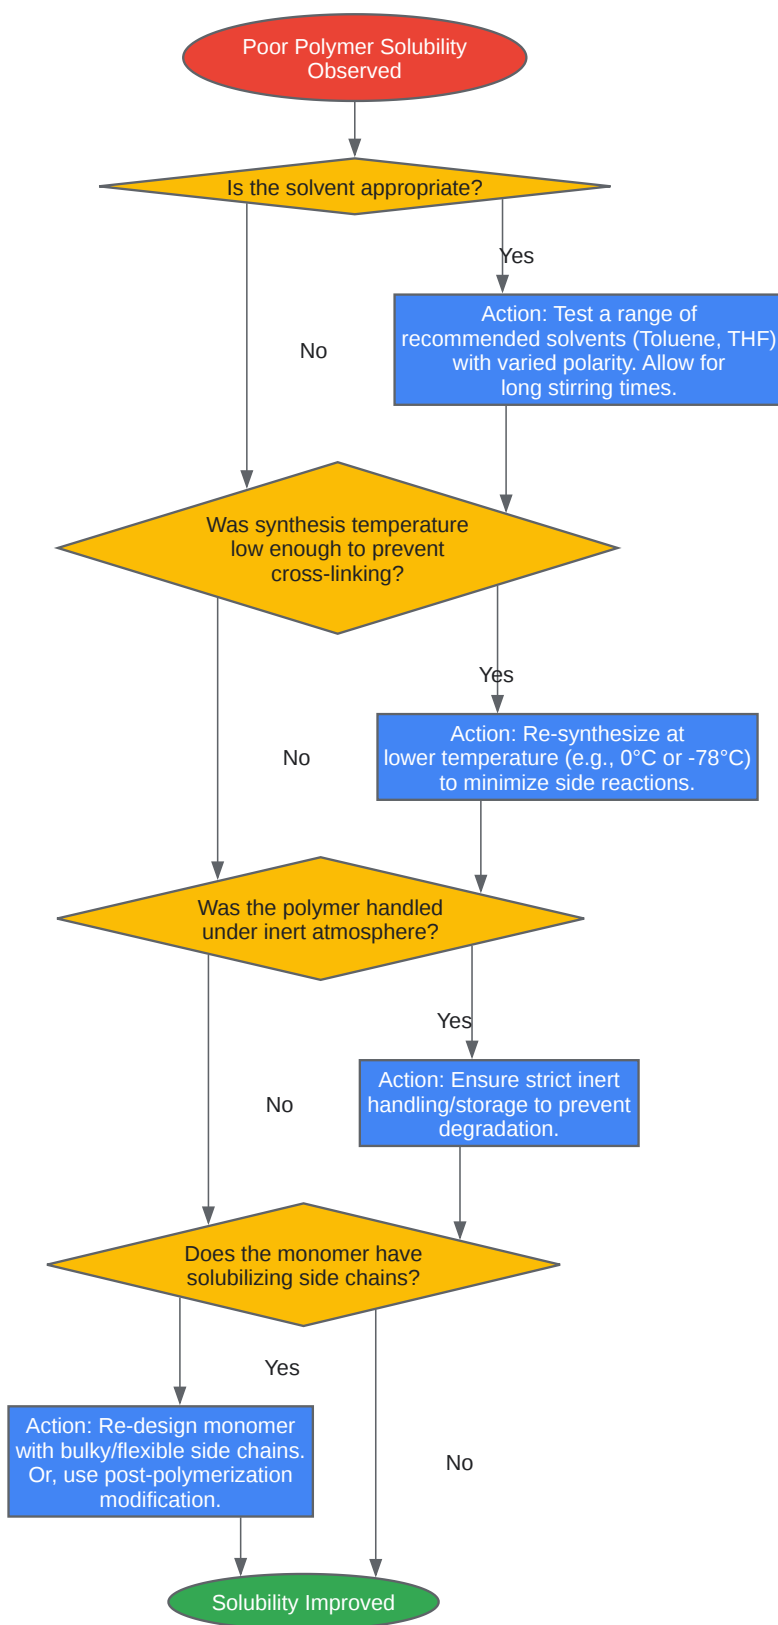 Poor Polymer Solubility
Observed
Is the solvent appropriate?
Yes
Action: Test a range of
recommended solvents (Toluene, THF)
with varied polarity. Allow for
long stirring times.
No
Was synthesis temperature
low enough to prevent
cross-linking?
Yes
Action: Re-synthesize at
lower temperature (e.g., 0°C or -78°C)
to minimize side reactions.
No
Was the polymer handled
under inert atmosphere?
Yes
Action: Ensure strict inert
handling/storage to prevent
degradation.
No
Does the monomer have
solubilizing side chains?
Yes
Action: Re-design monomer
with bulky/flexible side chains.
Or, use post-polymerization
modification.
No
Solubility Improved